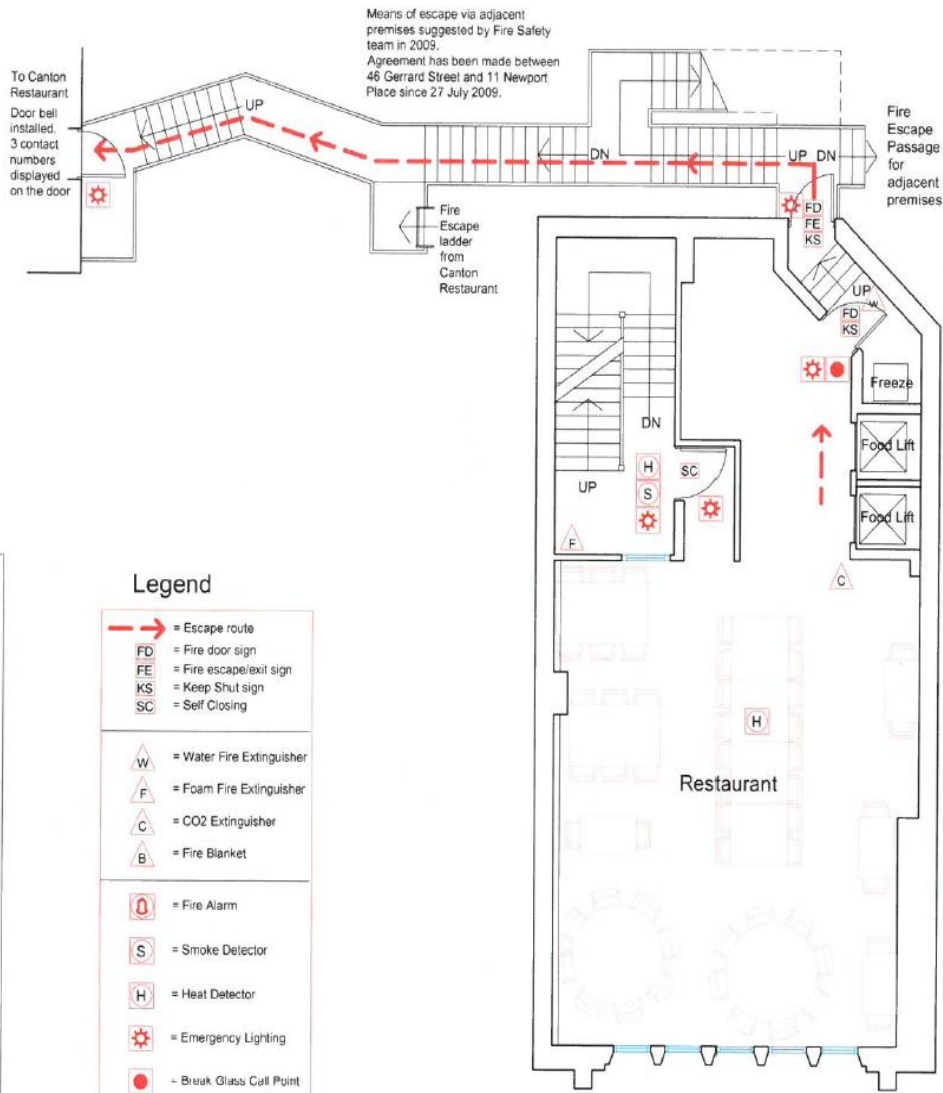 Means of escape via adjacent
premises suggested by Fire Safety
team in 2009.
Agreement has been made between
46 Gerrard Street and 11 Newport
Place since 27 July 2009.
To Canton
Restaurant
Door bell
installed.
3 contact
numbers
displayed
on the door
UP
DN
UP
DN
Fire
Escape
Passage
for
adjacent
premises
Fire
Escape
ladder
from
Canton
Restaurant
FD
FE
KS
UP
W
FD
KS
Freeze
Food Lift
Food Lift
DN
UP
H
S
SC
F
C
H
Restaurant
Legend
= Escape route
FD = Fire door sign
FE = Fire escape/exit sign
KS = Keep Shut sign
SC = Self Closing
W = Water Fire Extinguisher
F = Foam Fire Extinguisher
C = CO2 Extinguisher
B = Fire Blanket
= Fire Alarm
S = Smoke Detector
H = Heat Detector
= Emergency Lighting
= Break Glass Call Point